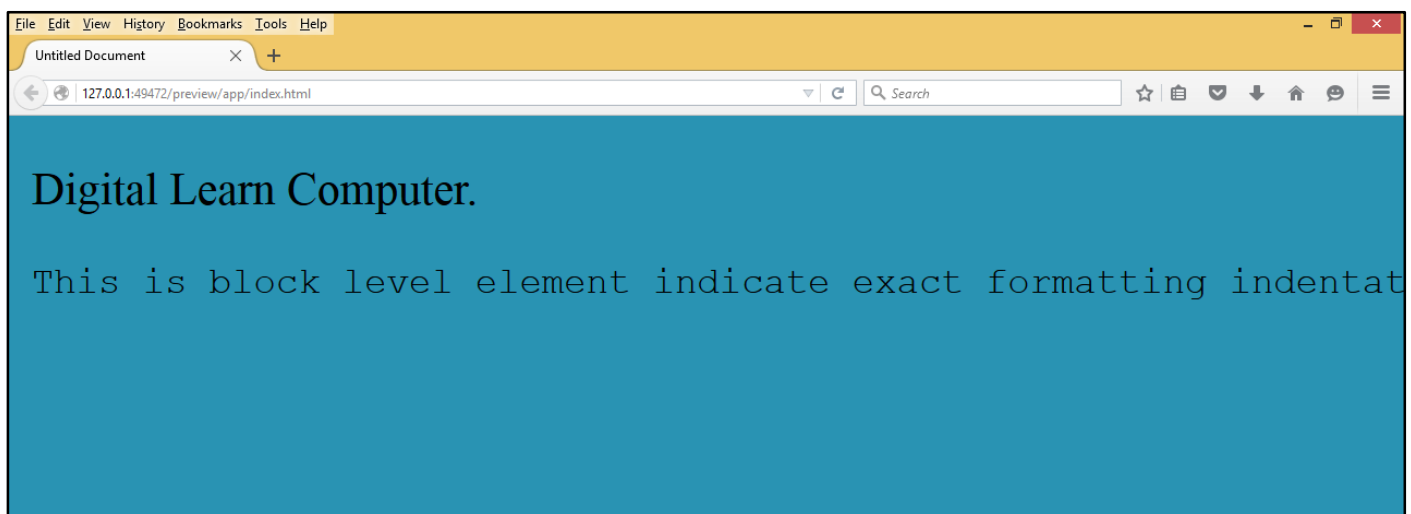 File Edit View History Bookmarks Tools Help
Untitled Document
127.0.0.1:49472/preview/app/index.html
Search
Digital Learn Computer.
This is block level element indicate exact formatting indentat